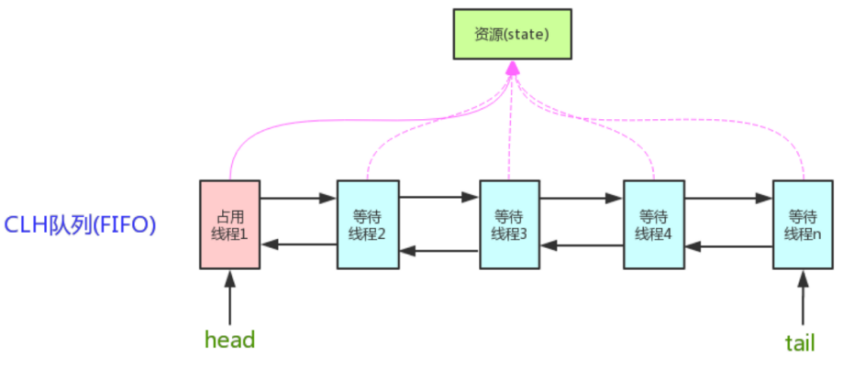 资源(state)
CLH队列(FIFO)
占用
线程1
等待
线程2
等待
线程3
等待
线程4
等待
线程n
head
tail